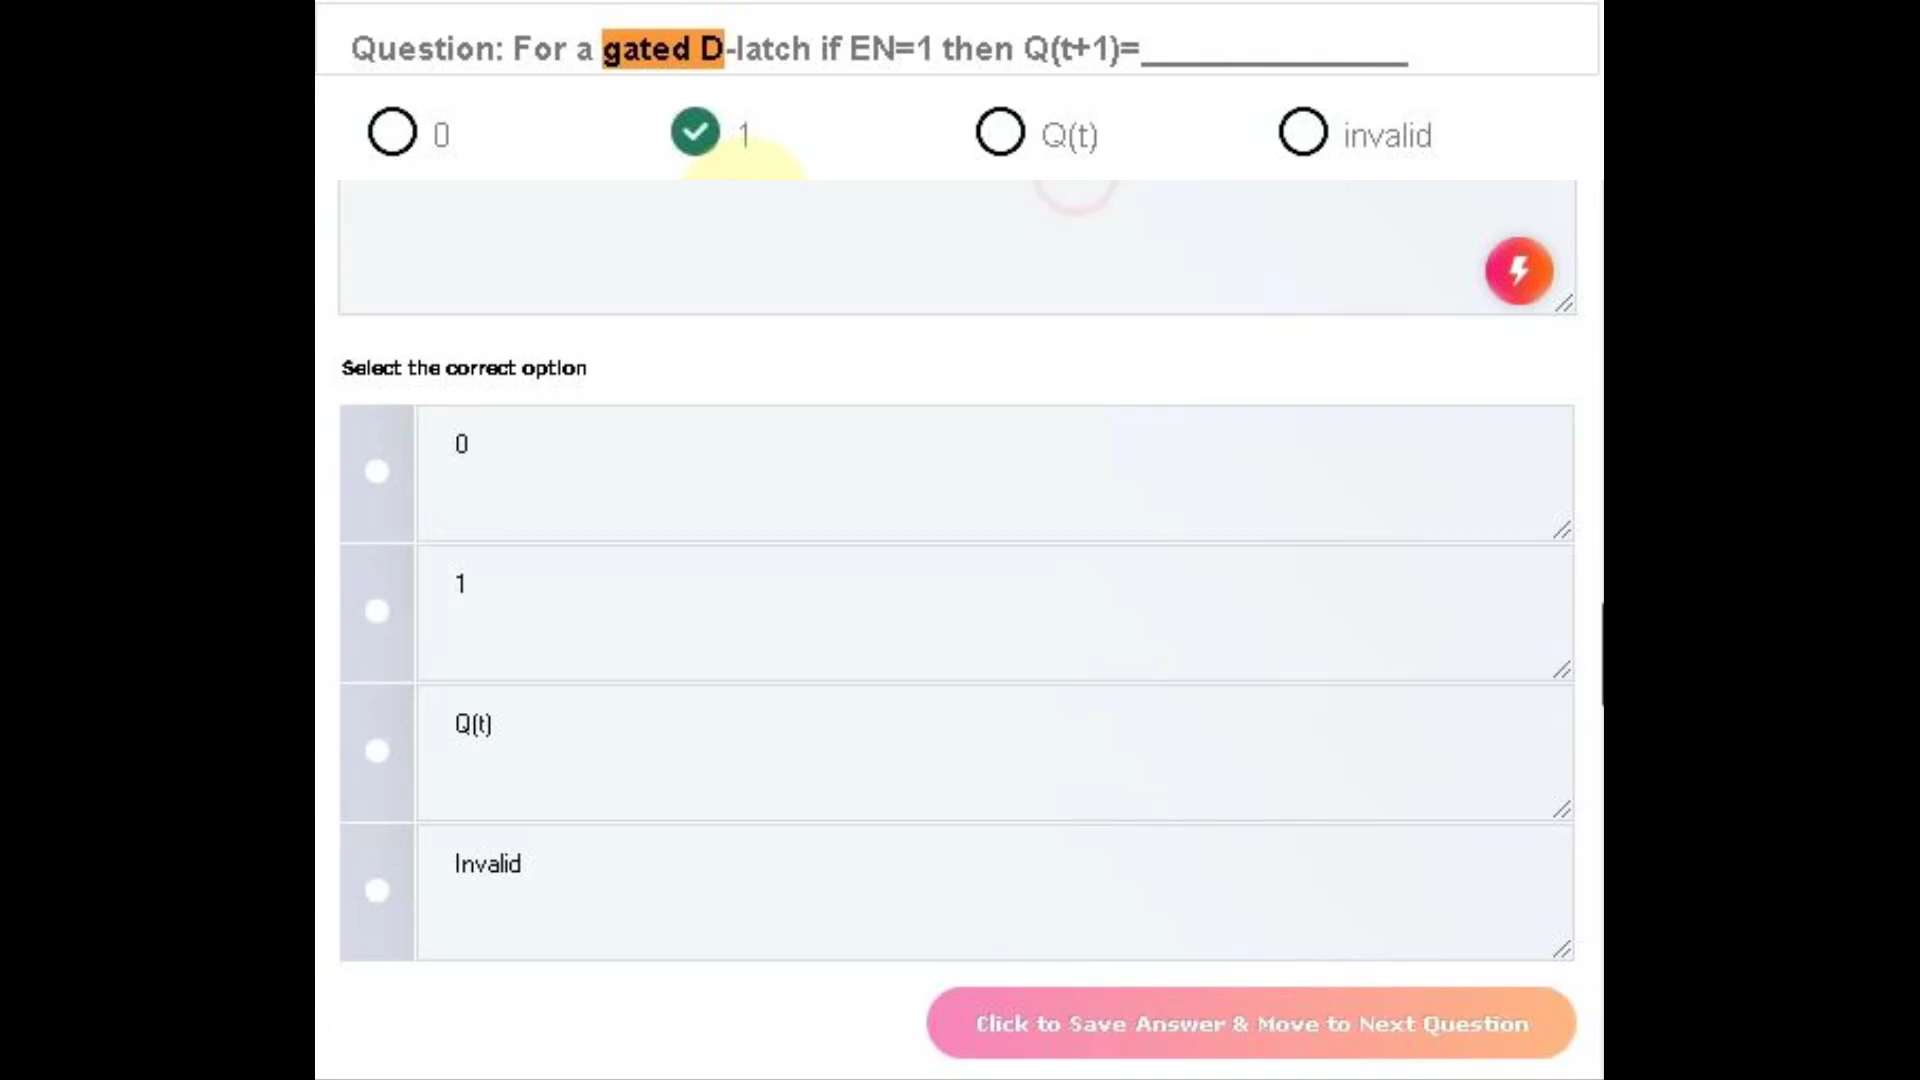 Question: For a gated D-latch if EN=1 then Q(t+1)=______________
0
1
Q(t)
invalid
Select the correct option
0
1
Q(t)
Invalid
Click to Save Answer & Move to Next Question